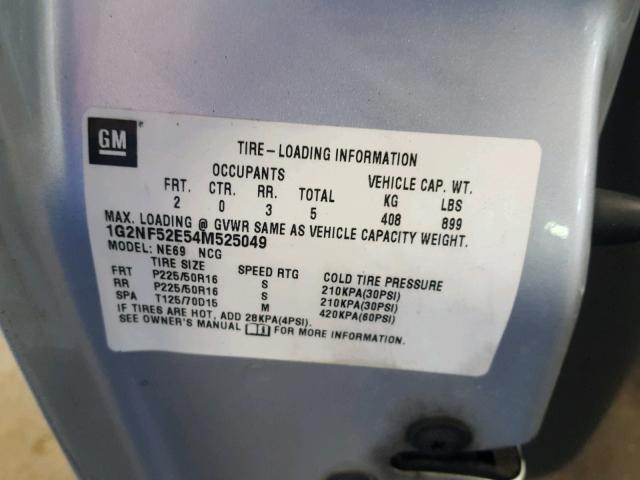 GM
TIRE-LOADING INFORMATION
OCCUPANTS VEHICLE CAP. WT.
FRT. CTR. RR. TOTAL KG LBS
2 0 3 5 408 899
MAX. LOADING @ GVWR SAME AS VEHICLE CAPACITY WEIGHT.
1G2NF52E54M525049
MODEL: NE69 NCG
TIRE SIZE SPEED RTG COLD TIRE PRESSURE
FRT P225/50R16 S 210KPA(30PSI)
RR P225/50R16 S 210KPA(30PSI)
SPA T125/70D15 M 420KPA(60PSI)
IF TIRES ARE HOT, ADD 28KPA(4PSI).
SEE OWNER'S MANUAL FOR MORE INFORMATION.